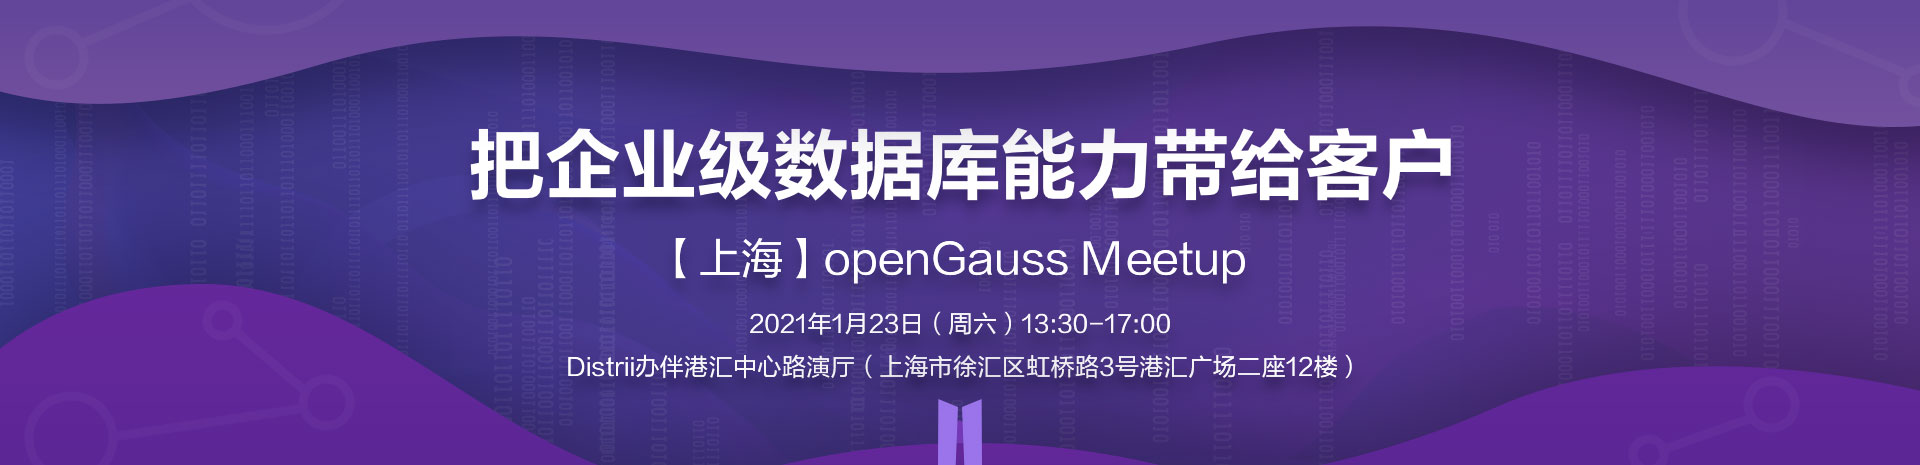 把企业级数据库能力带给客户
【上海】openGauss Meetup
2021年1月23日（周六）13:30-17:00
Distrii办伴港汇中心路演厅（上海市徐汇区虹桥路3号港汇广场二座12楼）